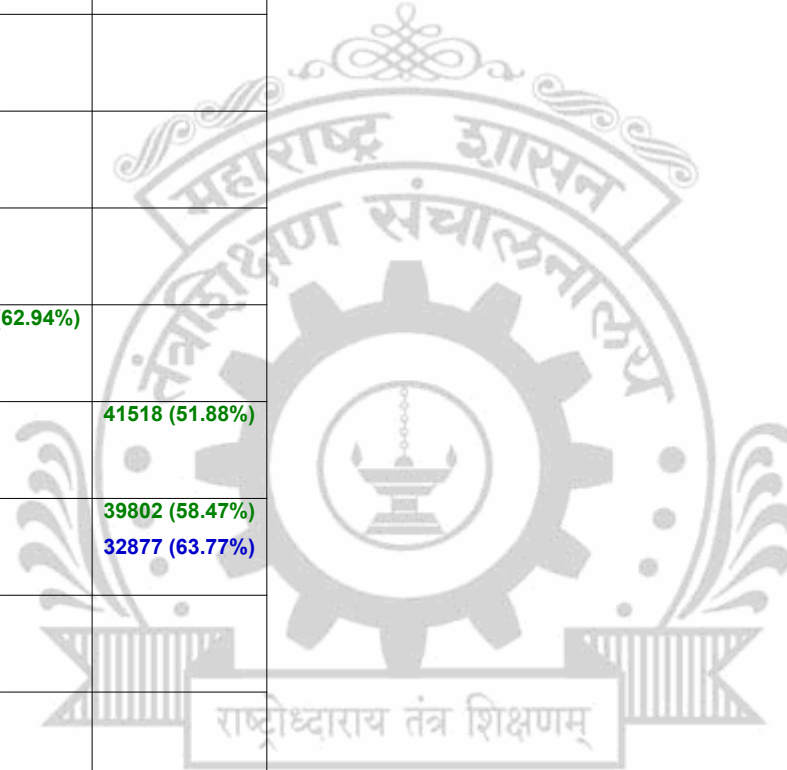 महाराष्ट्र शासन
तंत्रशिक्षण संचालनालय
62.94%)
41518 (51.88%)
39802 (58.47%)
32877 (63.77%)
राष्ट्रोध्दाराय तंत्र शिक्षणम्